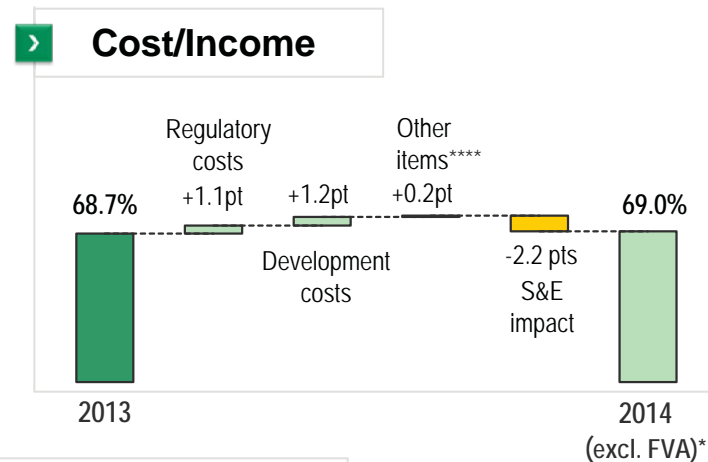 Cost/Income
Regulatory
costs
+1.1pt
+1.2pt
Development
costs
Other
items****
+0.2pt
68.7%
69.0%
-2.2 pts
S&E
impact
2013
2014
(excl. FVA)*